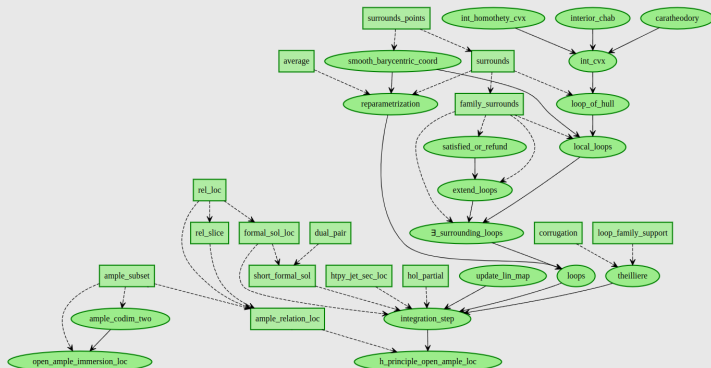 surrounds_points
int_homothety_cvx
interior_chab
caratheodory
average
smooth_barycentric_coord
surrounds
int_cvx
reparametrization
family_surrounds
loop_of_hull
satisfied_or_refund
local_loops
rel_loc
extend_loops
rel_slice
formal_sol_loc
dual_pair
∃_surrounding_loops
corrugation
loop_family_support
ample_subset
short_formal_sol
htpy_jet_sec_loc
hol_partial
update_lin_map
loops
theilliere
ample_codim_two
ample_relation_loc
integration_step
open_ample_immersion_loc
h_principle_open_ample_loc